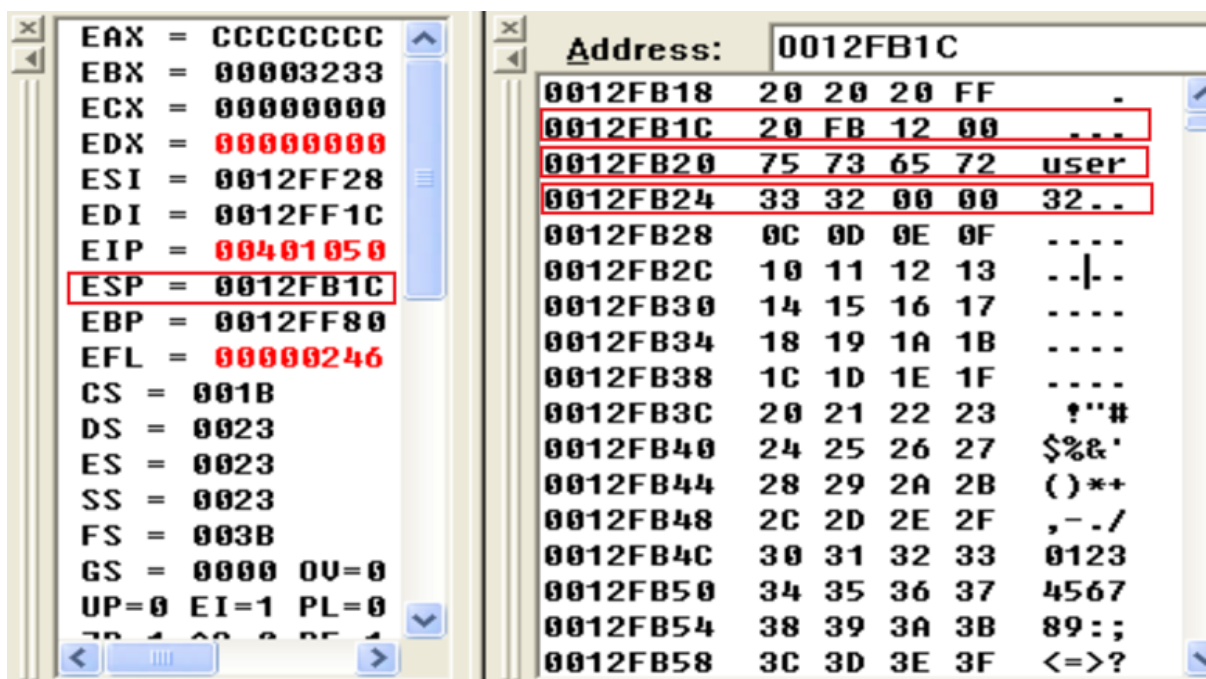 EAX = CCCCCCCC
EBX = 00003233
ECX = 00000000
EDX = 00000000
ESI = 0012FF28
EDI = 0012FF1C
EIP = 00401050
ESP = 0012FB1C
EBP = 0012FF80
EFL = 00000246
CS = 001B
DS = 0023
ES = 0023
SS = 0023
FS = 003B
GS = 0000 OV=0
UP=0 EI=1 PL=0
Address: 0012FB1C
0012FB18 20 20 20 FF .
0012FB1C 20 FB 12 00 ...
0012FB20 75 73 65 72 user
0012FB24 33 32 00 00 32..
0012FB28 0C 0D 0E 0F ....
0012FB2C 10 11 12 13 ....
0012FB30 14 15 16 17 ....
0012FB34 18 19 1A 1B ....
0012FB38 1C 1D 1E 1F ....
0012FB3C 20 21 22 23 !"#
0012FB40 24 25 26 27 $%&'
0012FB44 28 29 2A 2B ()*+
0012FB48 2C 2D 2E 2F ,-./
0012FB4C 30 31 32 33 0123
0012FB50 34 35 36 37 4567
0012FB54 38 39 3A 3B 89:;
0012FB58 3C 3D 3E 3F <=>?